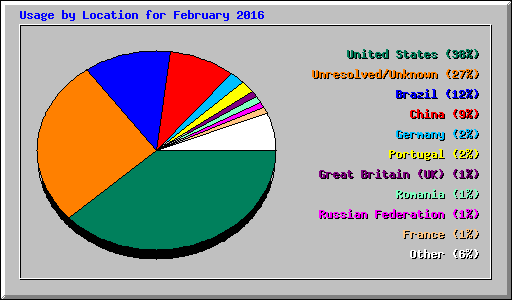 Usage by Location for February 2016
United States (38%)
Unresolved/Unknown (27%)
Brazil (12%)
China (9%)
Germany (2%)
Portugal (2%)
Great Britain (UK) (1%)
Romania (1%)
Russian Federation (1%)
France (1%)
Other (6%)